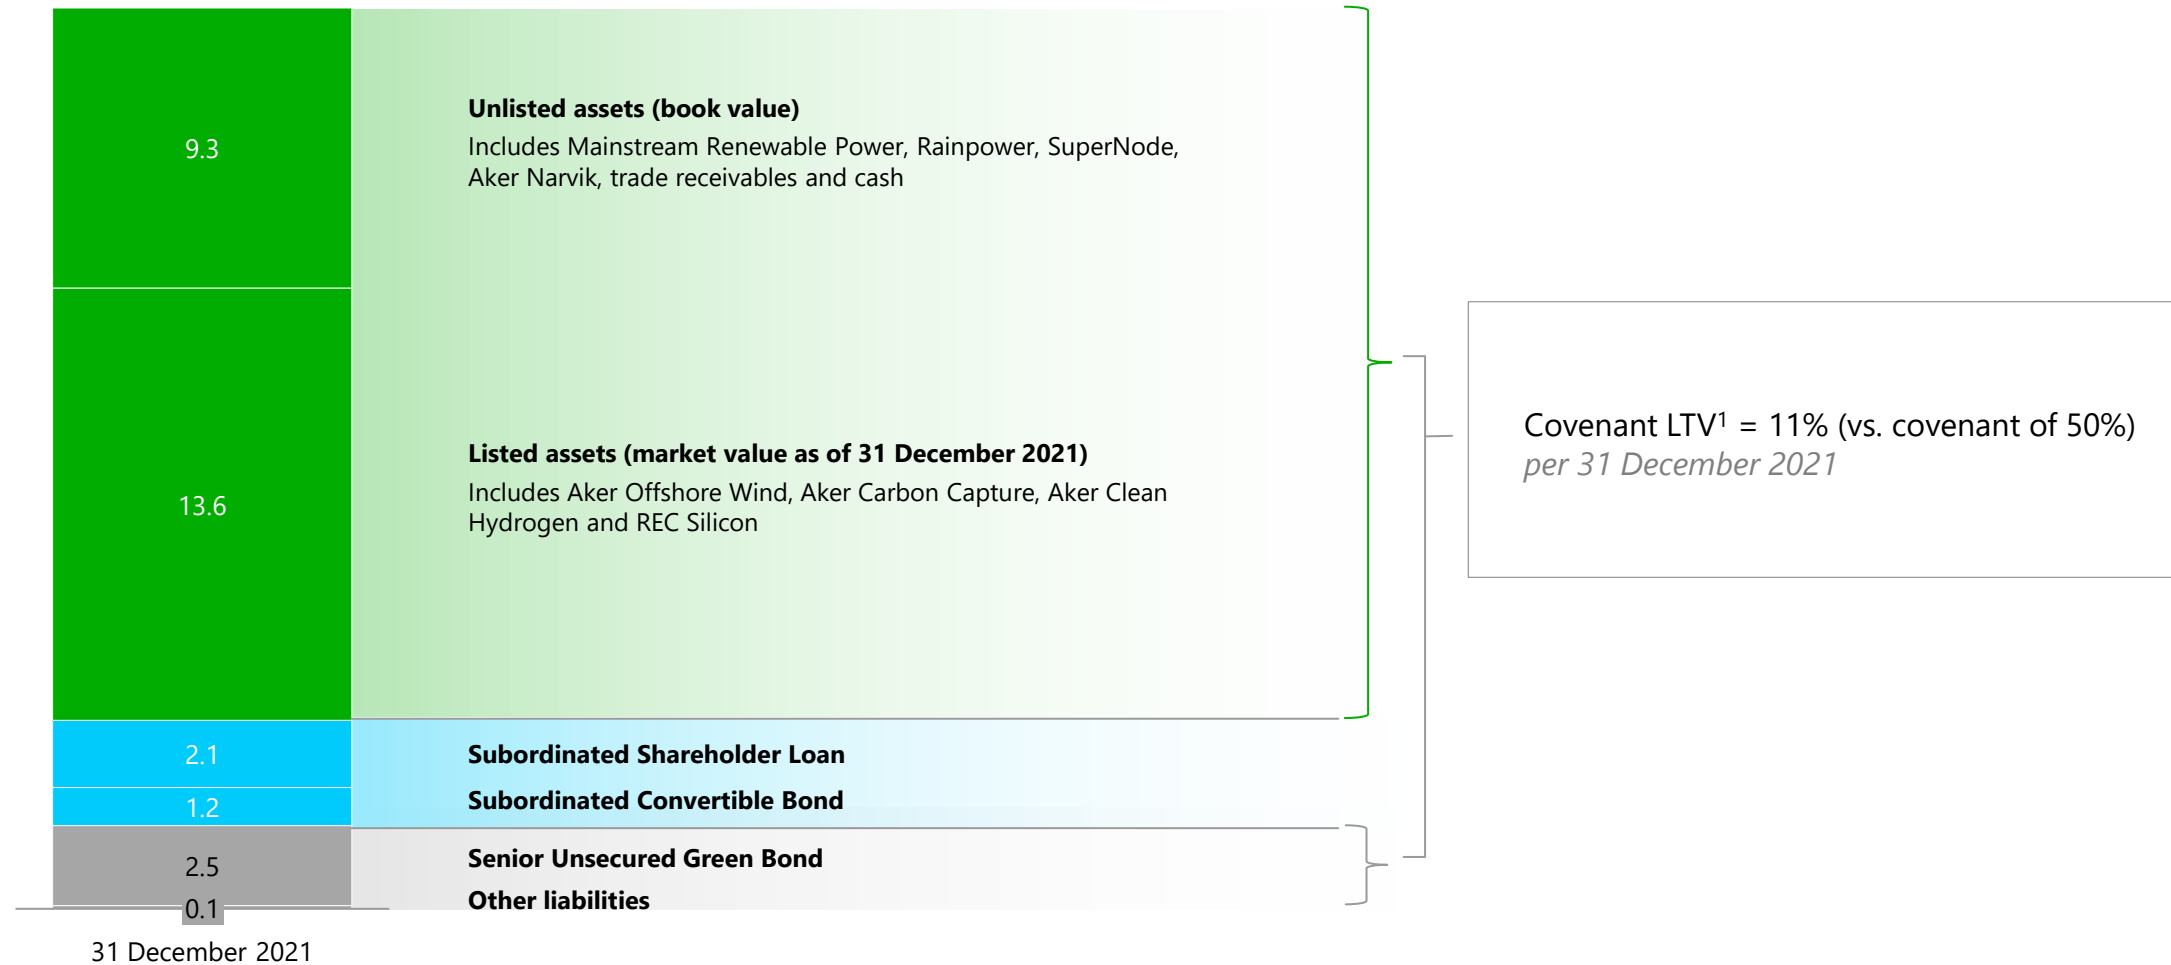 9.3
Unlisted assets (book value)
Includes Mainstream Renewable Power, Rainpower, SuperNode,
Aker Narvik, trade receivables and cash
13.6
Listed assets (market value as of 31 December 2021)
Includes Aker Offshore Wind, Aker Carbon Capture, Aker Clean
Hydrogen and REC Silicon
Covenant LTV¹ = 11% (vs. covenant of 50%)
per 31 December 2021
2.1
Subordinated Shareholder Loan
1.2
Subordinated Convertible Bond
2.5
Senior Unsecured Green Bond
0.1
Other liabilities
31 December 2021